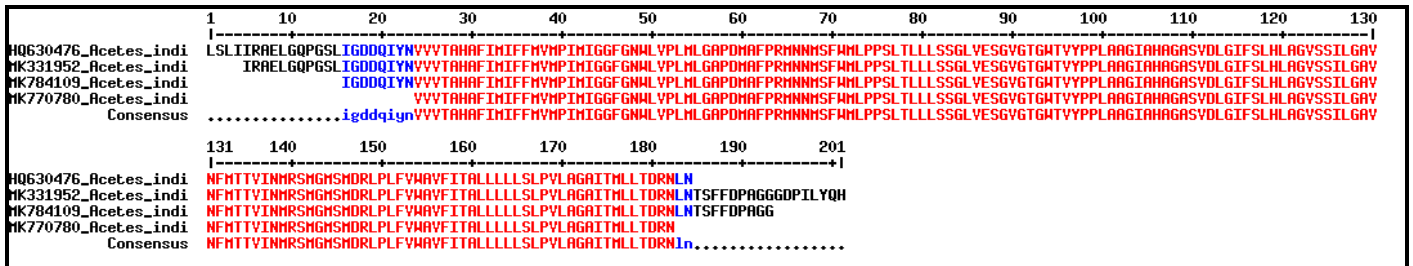 1 10 20 30 40 50 60 70 80 90 100 110 120 130
|--------+---------+---------+---------+---------+---------+---------+---------+---------+---------+---------+---------+---------|
HQ630476_Acetes_indi LSLIIRAELGQPGSLIGDDQIYNVVVTAHAFIMIFFMVMPIMIGGFGNWLVPLMLGAPDMAFPRMNNMSFWMLPPSLTLLLSSGLVESGVGTGWTVYPPLAAGIAHAGASVDLGIFSLHLAGVSSILGAV
MK331952_Acetes_indi IRAELGQPGSLIGDDQIYNVVVTAHAFIMIFFMVMPIMIGGFGNWLVPLMLGAPDMAFPRMNNMSFWMLPPSLTLLLSSGLVESGVGTGWTVYPPLAAGIAHAGASVDLGIFSLHLAGVSSILGAV
MK784109_Acetes_indi IGDDQIYNVVVTAHAFIMIFFMVMPIMIGGFGNWLVPLMLGAPDMAFPRMNNMSFWMLPPSLTLLLSSGLVESGVGTGWTVYPPLAAGIAHAGASVDLGIFSLHLAGVSSILGAV
MK770780_Acetes_indi VVVTAHAFIMIFFMVMPIMIGGFGNWLVPLMLGAPDMAFPRMNNMSFWMLPPSLTLLLSSGLVESGVGTGWTVYPPLAAGIAHAGASVDLGIFSLHLAGVSSILGAV
Consensus ...............igddqiynVVVTAHAFIMIFFMVMPIMIGGFGNWLVPLMLGAPDMAFPRMNNMSFWMLPPSLTLLLSSGLVESGVGTGWTVYPPLAAGIAHAGASVDLGIFSLHLAGVSSILGAV
131 140 150 160 170 180 190 201
|--------+---------+---------+---------+---------+---------+---------+|
HQ630476_Acetes_indi NFMTTVINMRSMGMSMDRLPLFVWAVFITALLLLLSLPVLAGAITMLLTDRNLN
MK331952_Acetes_indi NFMTTVINMRSMGMSMDRLPLFVWAVFITALLLLLSLPVLAGAITMLLTDRNLNTSFFDPAGGGDPILYQH
MK784109_Acetes_indi NFMTTVINMRSMGMSMDRLPLFVWAVFITALLLLLSLPVLAGAITMLLTDRNLNTSFFDPAGG
MK770780_Acetes_indi NFMTTVINMRSMGMSMDRLPLFVWAVFITALLLLLSLPVLAGAITMLLTDRN
Consensus NFMTTVINMRSMGMSMDRLPLFVWAVFITALLLLLSLPVLAGAITMLLTDRNln.................